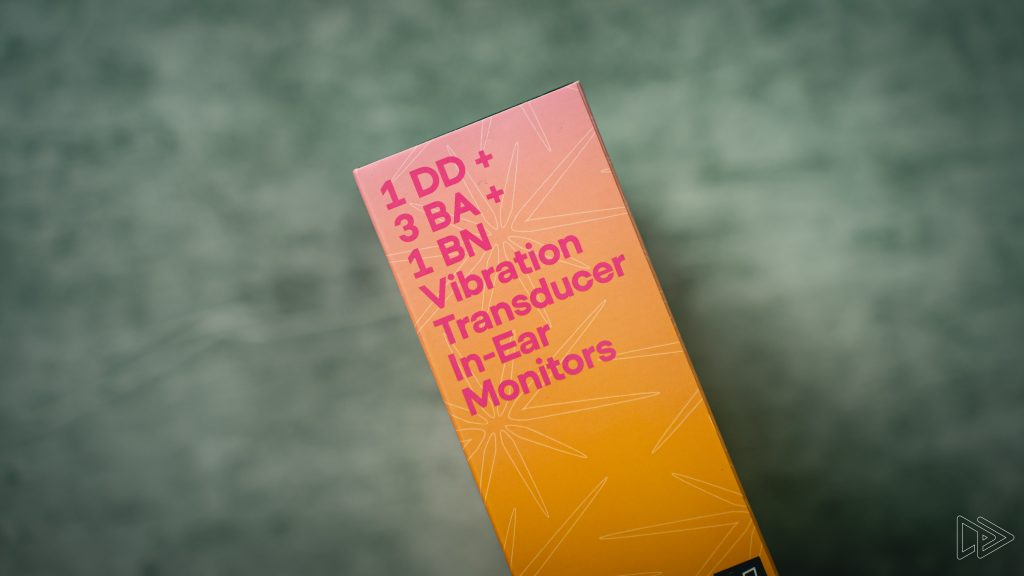 1 DD +
3 BA +
1 BN
Vibration
Transducer
In-Ear
Monitors